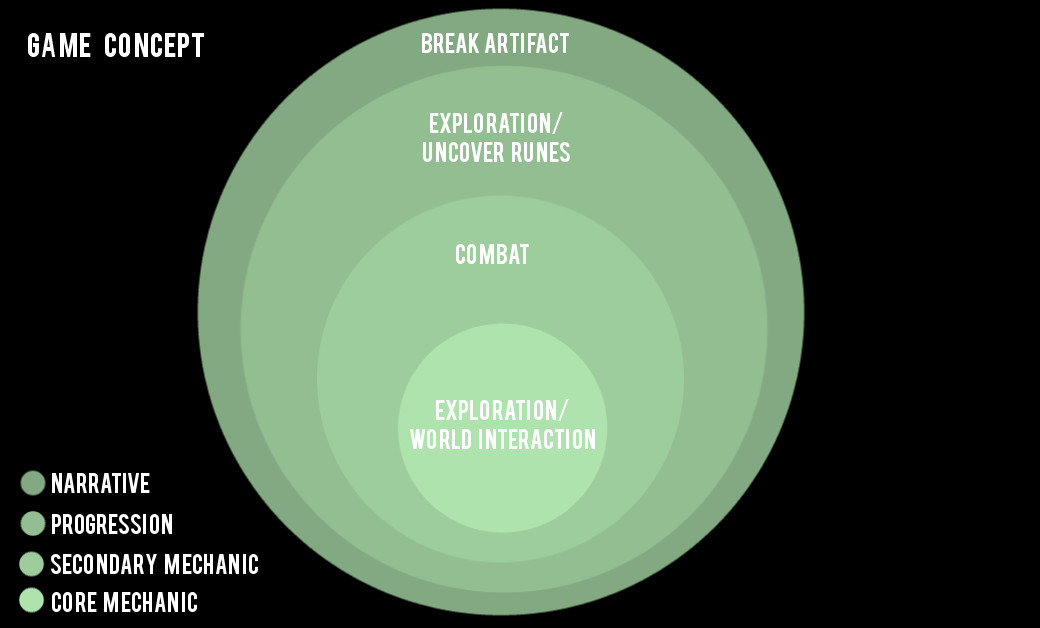 GAME CONCEPT
BREAK ARTIFACT
EXPLORATION/
UNCOVER RUNES
COMBAT
EXPLORATION/
WORLD INTERACTION
NARRATIVE
PROGRESSION
SECONDARY MECHANIC
CORE MECHANIC